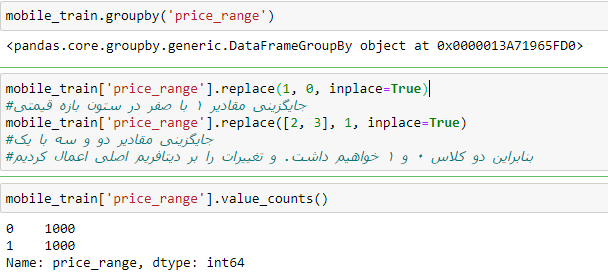 mobile_train.groupby('price_range')
<pandas.core.groupby.generic.DataFrameGroupBy object at 0x0000013A71965FD0>
mobile_train['price_range'].replace(1, 0, inplace=True)
#جایگزینی مقادیر ۱ با صفر در ستون بازه قیمتی
mobile_train['price_range'].replace([2, 3], 1, inplace=True)
#جایگزینی مقادیر دو و سه با یک
#بنابراین دو کلاس ۰ و ۱ خواهیم داشت. و تغییرات را بر دیتافریم اصلی اعمال کردیم
mobile_train['price_range'].value_counts()
0    1000
1    1000
Name: price_range, dtype: int64